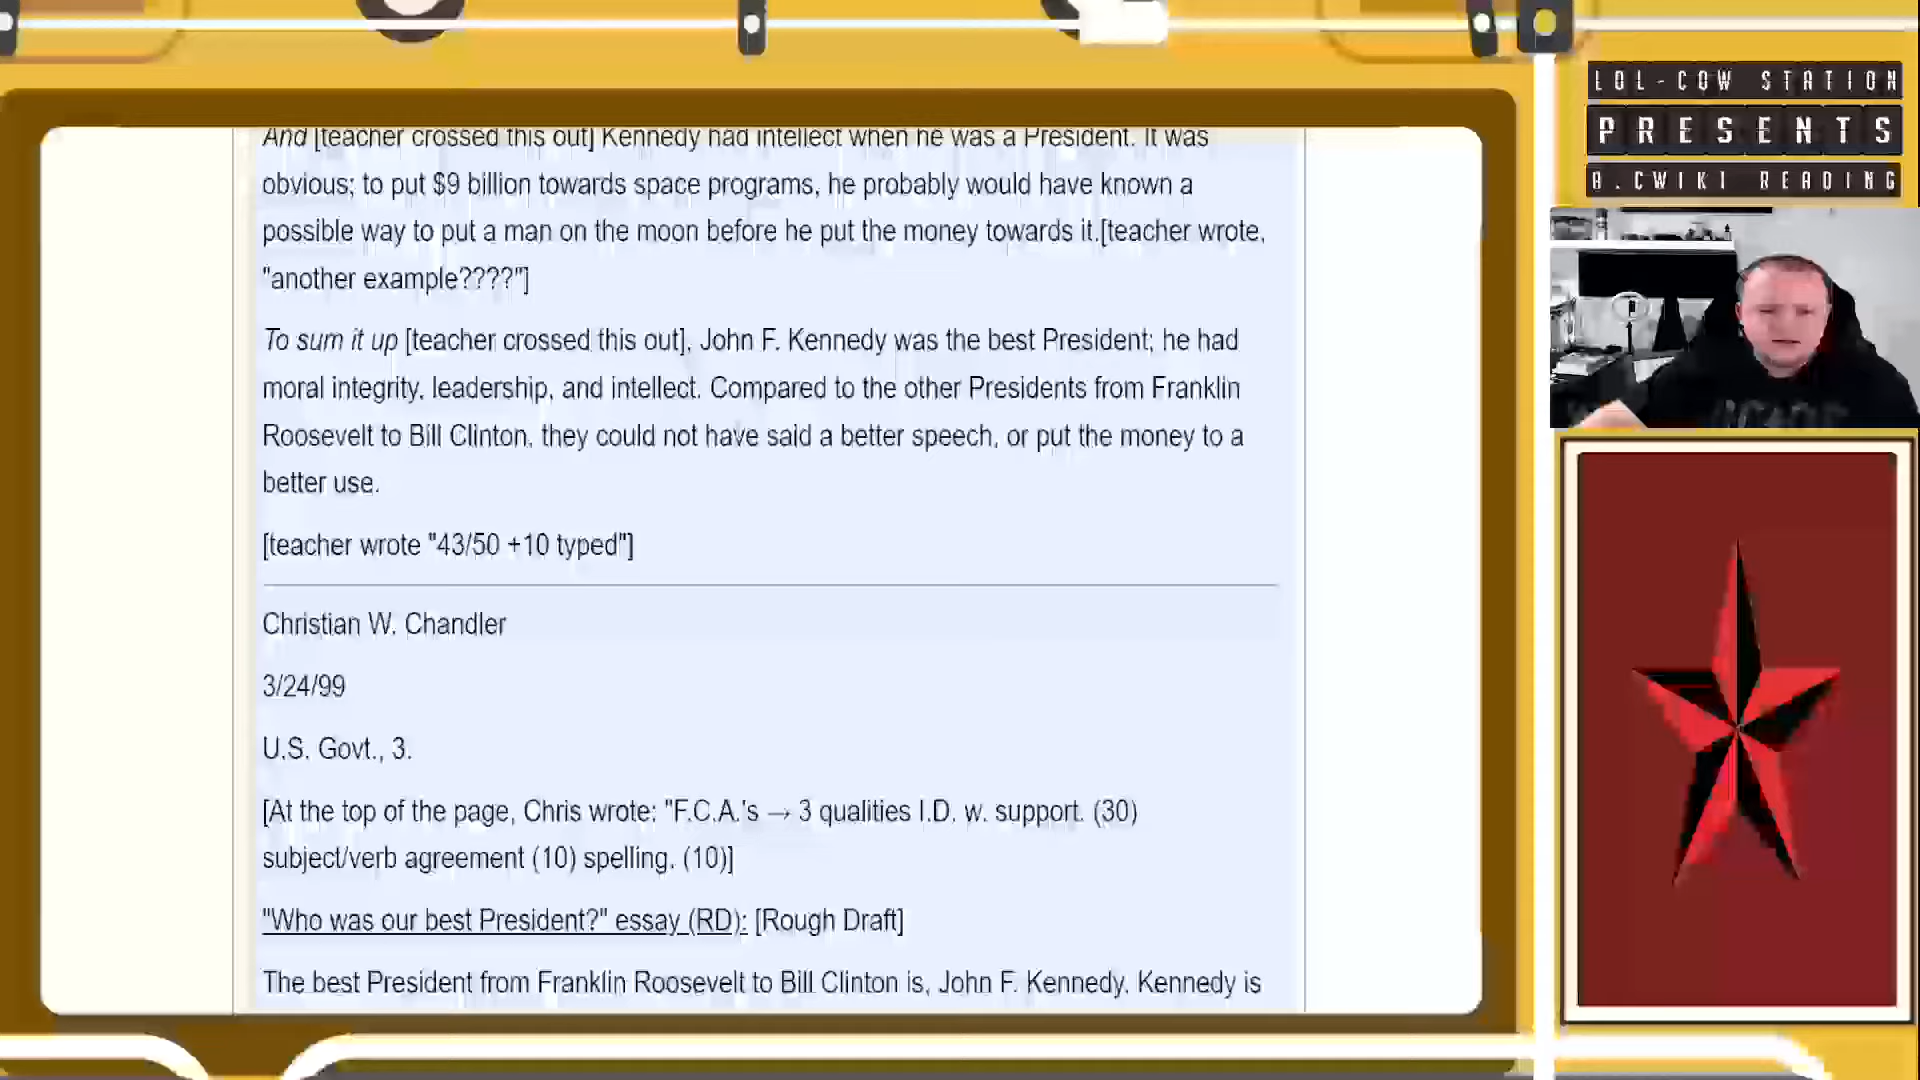 And [teacher crossed this out] Kennedy had intellect when he was a President. It was
obvious; to put $9 billion towards space programs, he probably would have known a
possible way to put a man on the moon before he put the money towards it.[teacher wrote,
"another example????"]
To sum it up [teacher crossed this out], John F. Kennedy was the best President; he had
moral integrity, leadership, and intellect. Compared to the other Presidents from Franklin
Roosevelt to Bill Clinton, they could not have said a better speech, or put the money to a
better use.
[teacher wrote "43/50 +10 typed"]
Christian W. Chandler
3/24/99
U.S. Govt., 3.
[At the top of the page, Chris wrote: "F.C.A.'s → 3 qualities I.D. w. support. (30)
subject/verb agreement (10) spelling. (10)]
"Who was our best President?" essay (RD): [Rough Draft]
The best President from Franklin Roosevelt to Bill Clinton is, John F. Kennedy. Kennedy is
LOL-COW STATION
PRESENTS
A.CWIKI READING